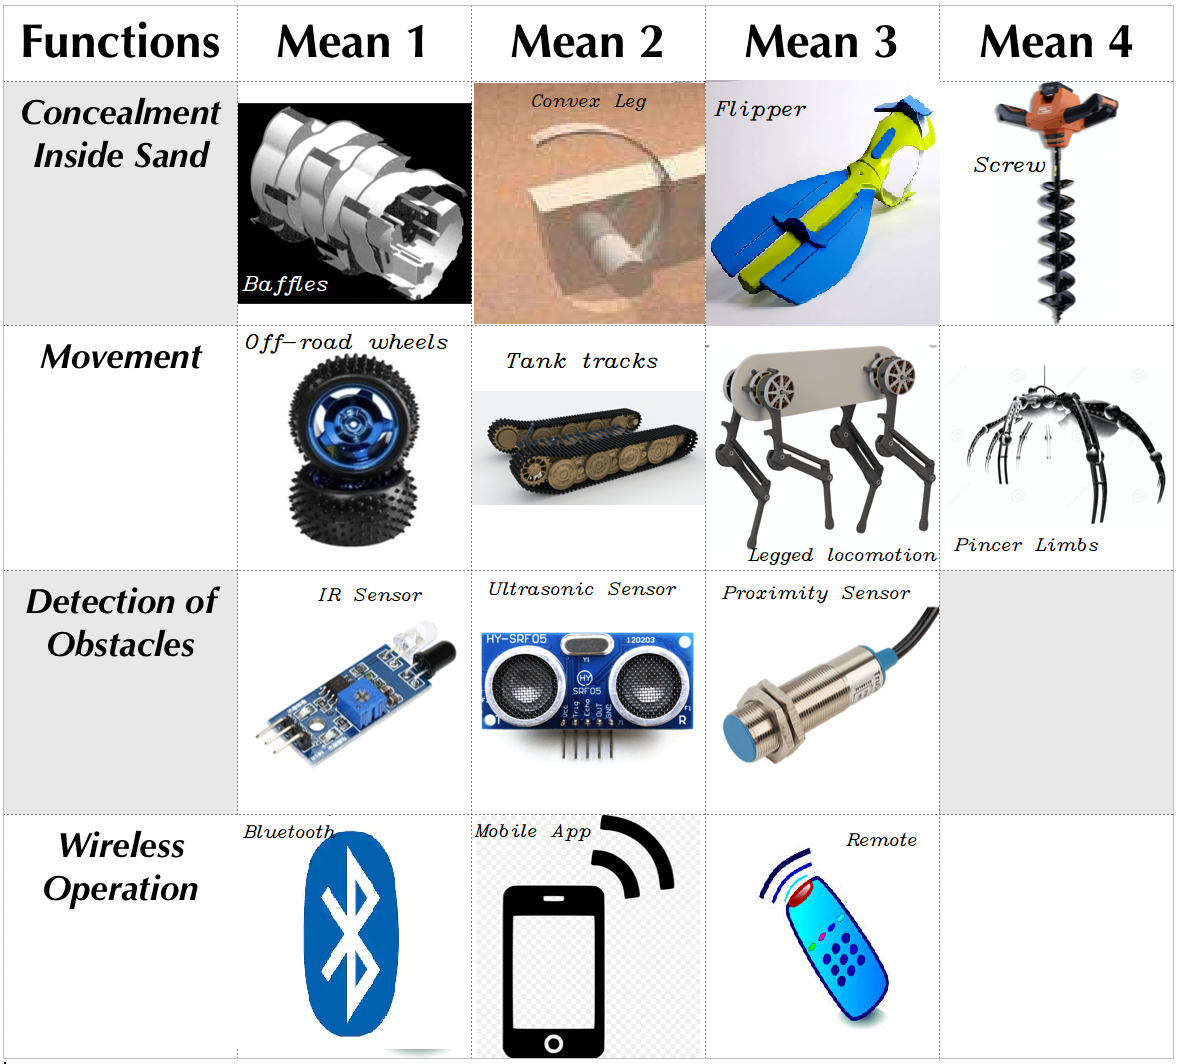 Functions
Mean 1
Mean 2
Mean 3
Mean 4
Concealment
Inside Sand
Baffles
Convex Leg
Flipper
Screw
Movement
Off-road wheels
Tank tracks
Legged locomotion
Pincer Limbs
Detection of
Obstacles
IR Sensor
Ultrasonic Sensor
HY-SRF05
120203
Y1
HY
SRF05
Vcc
Trig
Echo
OUT
GND
T
R
Proximity Sensor
Wireless
Operation
Bluetooth
Mobile App
Remote